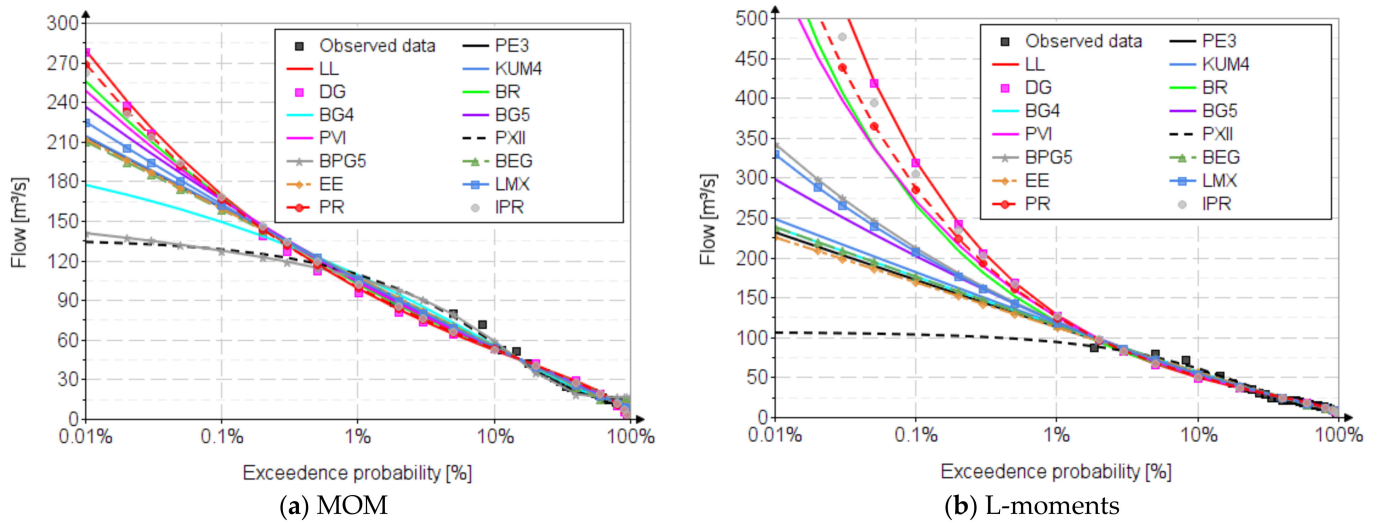 300
270
240
210
180
150
120
90
60
30
0
Flow [m³/s]
Observed data
LL
DG
BG4
PVI
BPG5
EE
PR
PE3
KUM4
BR
BG5
PXII
BEG
LMX
IPR
0.01% 0.1% 1% 10% 100%
Exceedence probability [%]
(a) MOM
500
450
400
350
300
250
200
150
100
50
0
Flow [m³/s]
Observed data
LL
DG
BG4
PVI
BPG5
EE
PR
PE3
KUM4
BR
BG5
PXII
BEG
LMX
IPR
0.01% 0.1% 1% 10% 100%
Exceedence probability [%]
(b) L-moments